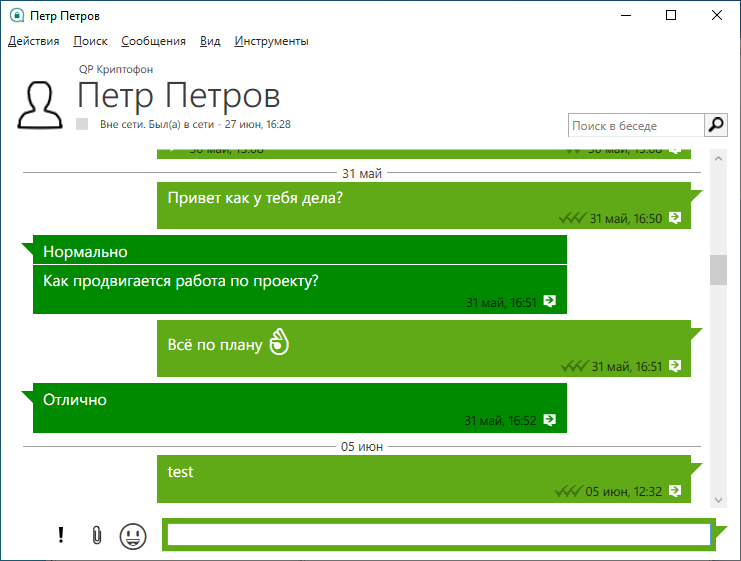 Петр Петров
Действия Поиск Сообщения Вид Инструменты
QP Криптофон
Петр Петров
Вне сети. Был(а) в сети - 27 июн, 16:28
Поиск в беседе
31 май
Привет как у тебя дела?
31 май, 16:50
Нормально
Как продвигается работа по проекту?
31 май, 16:51
Всё по плану
31 май, 16:51
Отлично
31 май, 16:52
05 июн
test
05 июн, 12:32